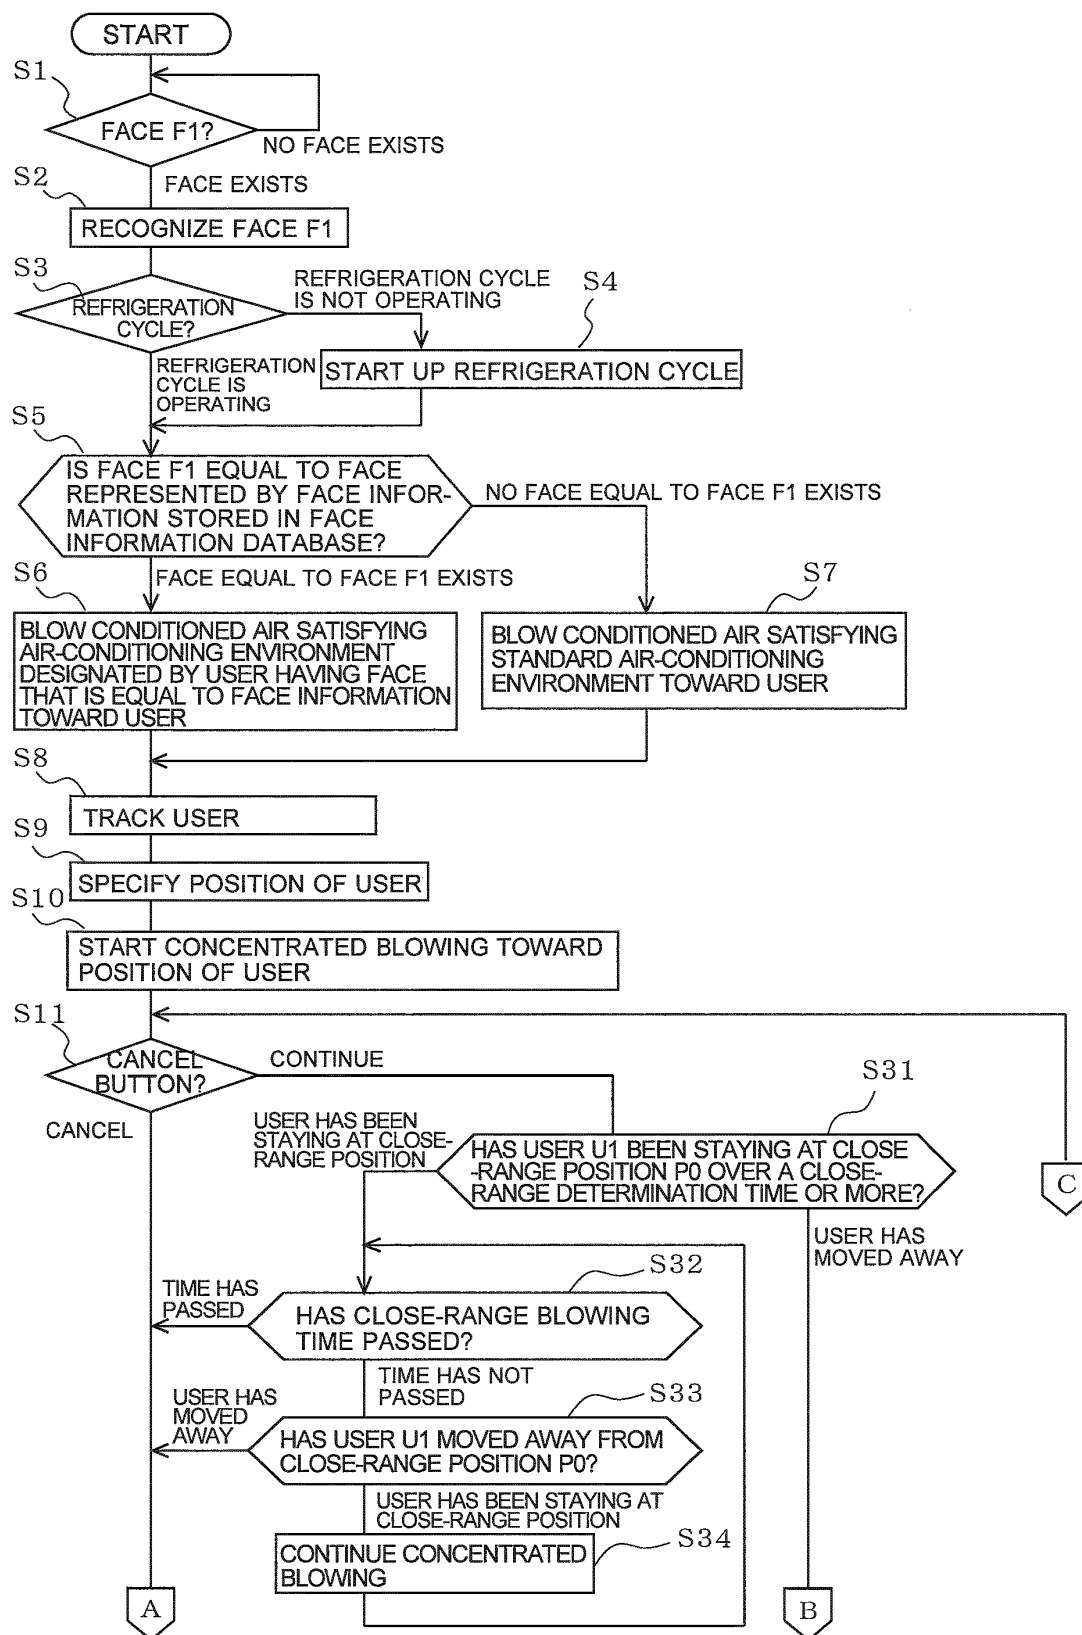 START
S1
FACE F1?
NO FACE EXISTS
S2
FACE EXISTS
RECOGNIZE FACE F1
S3
REFRIGERATION
CYCLE?
REFRIGERATION CYCLE
IS NOT OPERATING
S4
START UP REFRIGERATION CYCLE
REFRIGERATION
CYCLE IS
OPERATING
S5
IS FACE F1 EQUAL TO FACE
REPRESENTED BY FACE INFOR-
MATION STORED IN FACE
INFORMATION DATABASE?
NO FACE EQUAL TO FACE F1 EXISTS
S6
FACE EQUAL TO FACE F1 EXISTS
S7
BLOW CONDITIONED AIR SATISFYING
AIR-CONDITIONING ENVIRONMENT
DESIGNATED BY USER HAVING FACE
THAT IS EQUAL TO FACE INFORMATION
TOWARD USER
BLOW CONDITIONED AIR SATISFYING
STANDARD AIR-CONDITIONING
ENVIRONMENT TOWARD USER
S8
TRACK USER
S9
SPECIFY POSITION OF USER
S10
START CONCENTRATED BLOWING TOWARD
POSITION OF USER
S11
CANCEL
BUTTON?
CONTINUE
CANCEL
S31
USER HAS BEEN
STAYING AT CLOSE-
RANGE POSITION
HAS USER U1 BEEN STAYING AT CLOSE
-RANGE POSITION P0 OVER A CLOSE-
RANGE DETERMINATION TIME OR MORE?
C
USER HAS
MOVED AWAY
S32
TIME HAS
PASSED
HAS CLOSE-RANGE BLOWING
TIME PASSED?
TIME HAS NOT
PASSED
S33
USER HAS
MOVED
AWAY
HAS USER U1 MOVED AWAY FROM
CLOSE-RANGE POSITION P0?
USER HAS BEEN STAYING AT
CLOSE-RANGE POSITION
S34
CONTINUE CONCENTRATED
BLOWING
A
B